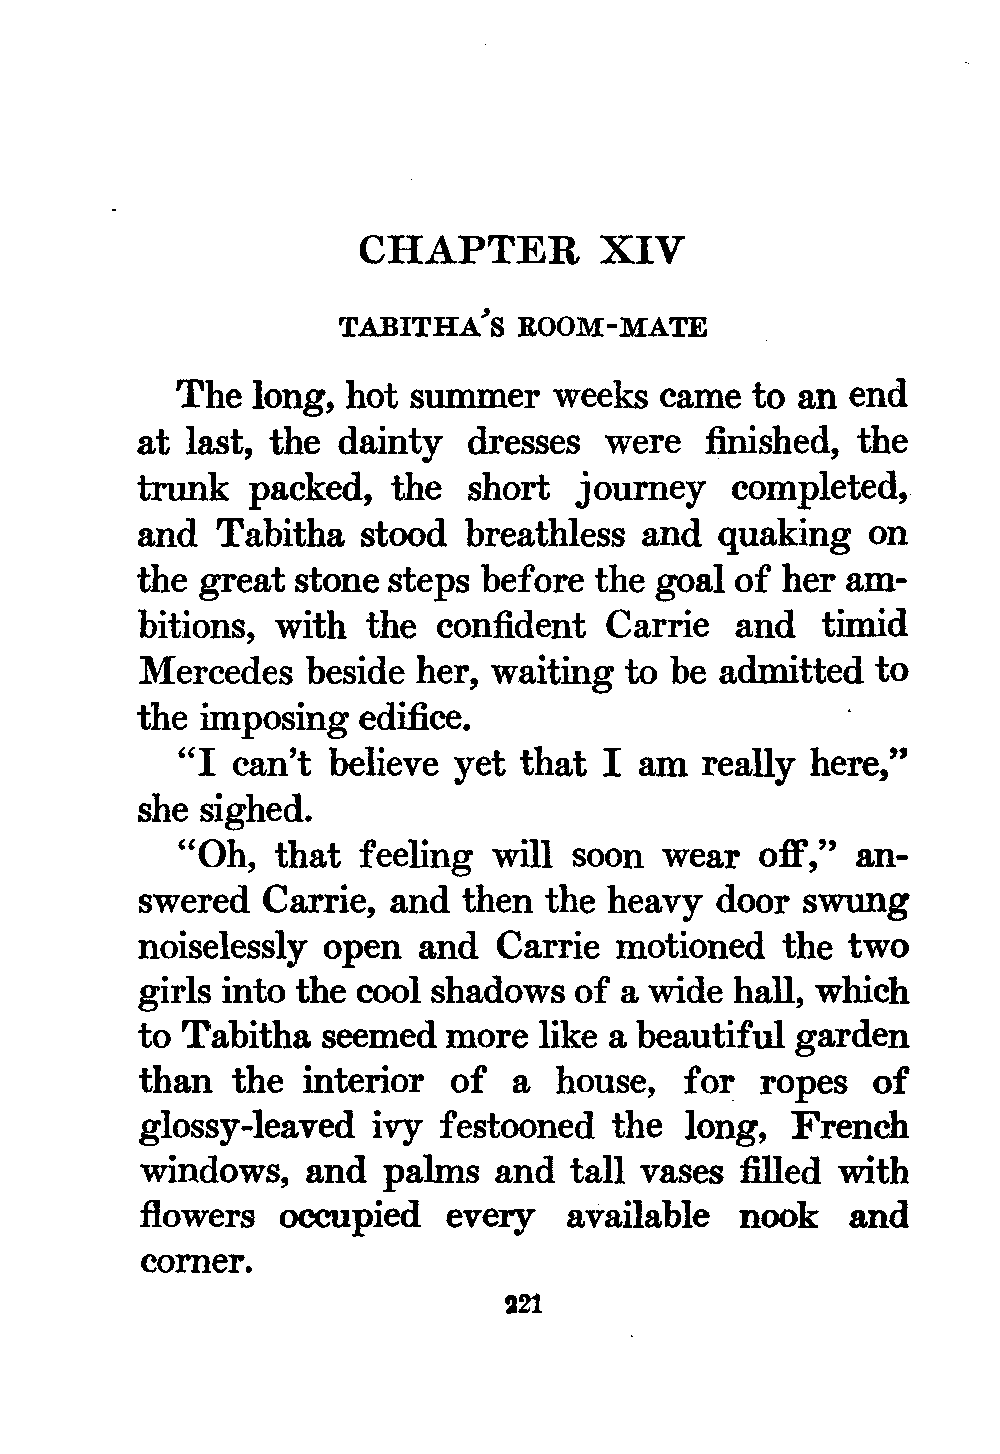 CHAPTER XIV
TABITHA'S ROOM-MATE
The long, hot summer weeks came to an end
at last, the dainty dresses were finished, the
trunk packed, the short journey completed,
and Tabitha stood breathless and quaking on
the great stone steps before the goal of her am-
bitions, with the confident Carrie and timid
Mercedes beside her, waiting to be admitted to
the imposing edifice.
“I can't believe yet that I am really here,”
she sighed.
“Oh, that feeling will soon wear off,” an-
swered Carrie, and then the heavy door swung
noiselessly open and Carrie motioned the two
girls into the cool shadows of a wide hall, which
to Tabitha seemed more like a beautiful garden
than the interior of a house, for ropes of
glossy-leaved ivy festooned the long, French
windows, and palms and tall vases filled with
flowers occupied every available nook and
corner.
221